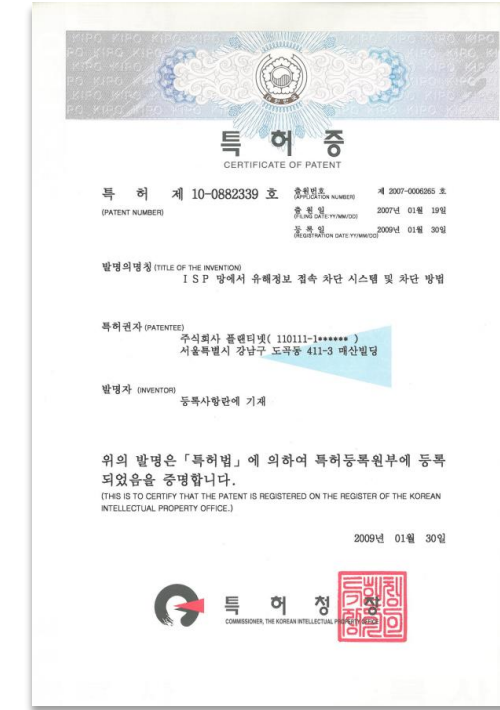 특 허 증
CERTIFICATE OF PATENT
특 허 제 10-0882339 호
(PATENT NUMBER)
출원번호 제 2007-0006265 호
(APPLICATION NUMBER)
출 원 일 2007년 01월 19일
(FILING DATE:YY/MM/DD)
등 록 일 2009년 01월 30일
(REGISTRATION DATE:YY/MM/DD)
발명의명칭 (TITLE OF THE INVENTION)
ISP 망에서 유해정보 접속 차단 시스템 및 차단 방법
특허권자 (PATENTEE)
주식회사 플랜티넷( 110111-1****** )
서울특별시 강남구 도곡동 411-3 매산빌딩
발명자 (INVENTOR)
등록사항란에 기재
위의 발명은 「특허법」에 의하여 특허등록원부에 등록
되었음을 증명합니다.
(THIS IS TO CERTIFY THAT THE PATENT IS REGISTERED ON THE REGISTER OF THE KOREAN
INTELLECTUAL PROPERTY OFFICE.)
2009년 01월 30일
특 허 청 장
COMMISSIONER, THE KOREAN INTELLECTUAL PROPERTY OFFICE